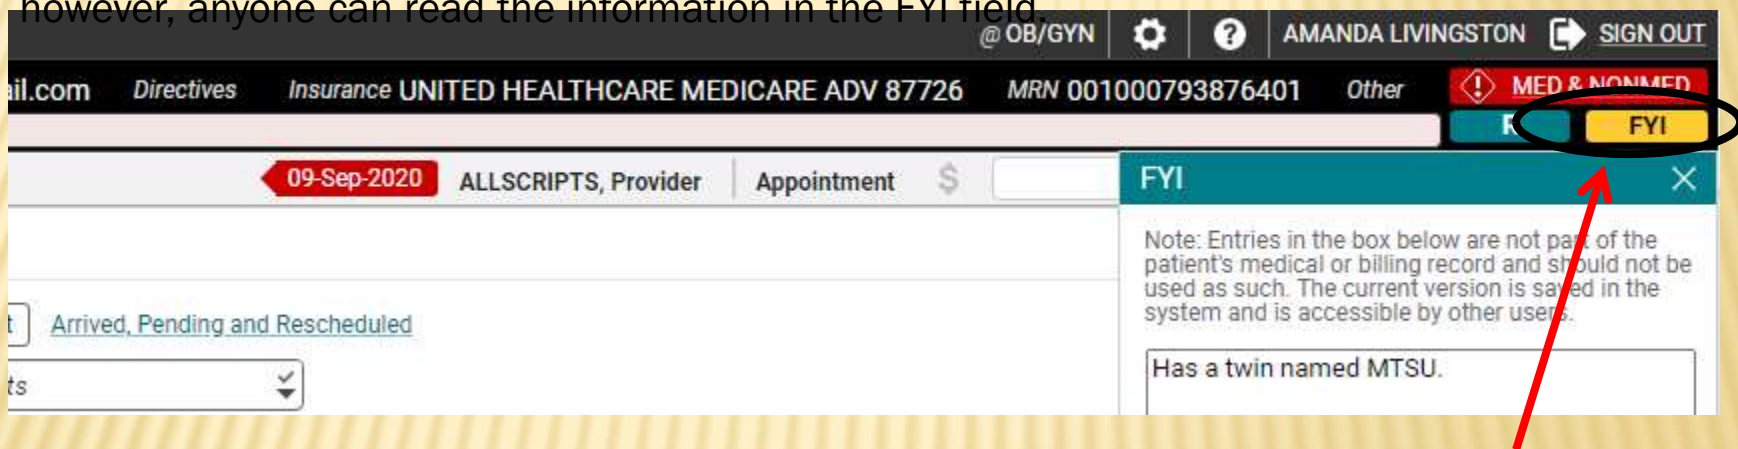 however, anyone can read the information in the FYI field.
@ OB/GYN AMANDA LIVINGSTON SIGN OUT
ail.com Directives Insurance UNITED HEALTHCARE MEDICARE ADV 87726 MRN 001000793876401 Other MED & NONMED
FYI
09-Sep-2020 ALLSCRIPTS, Provider Appointment $
FYI
Note: Entries in the box below are not part of the
patient's medical or billing record and should not be
used as such. The current version is saved in the
system and is accessible by other users.
Arrived, Pending and Rescheduled
Has a twin named MTSU.
ts